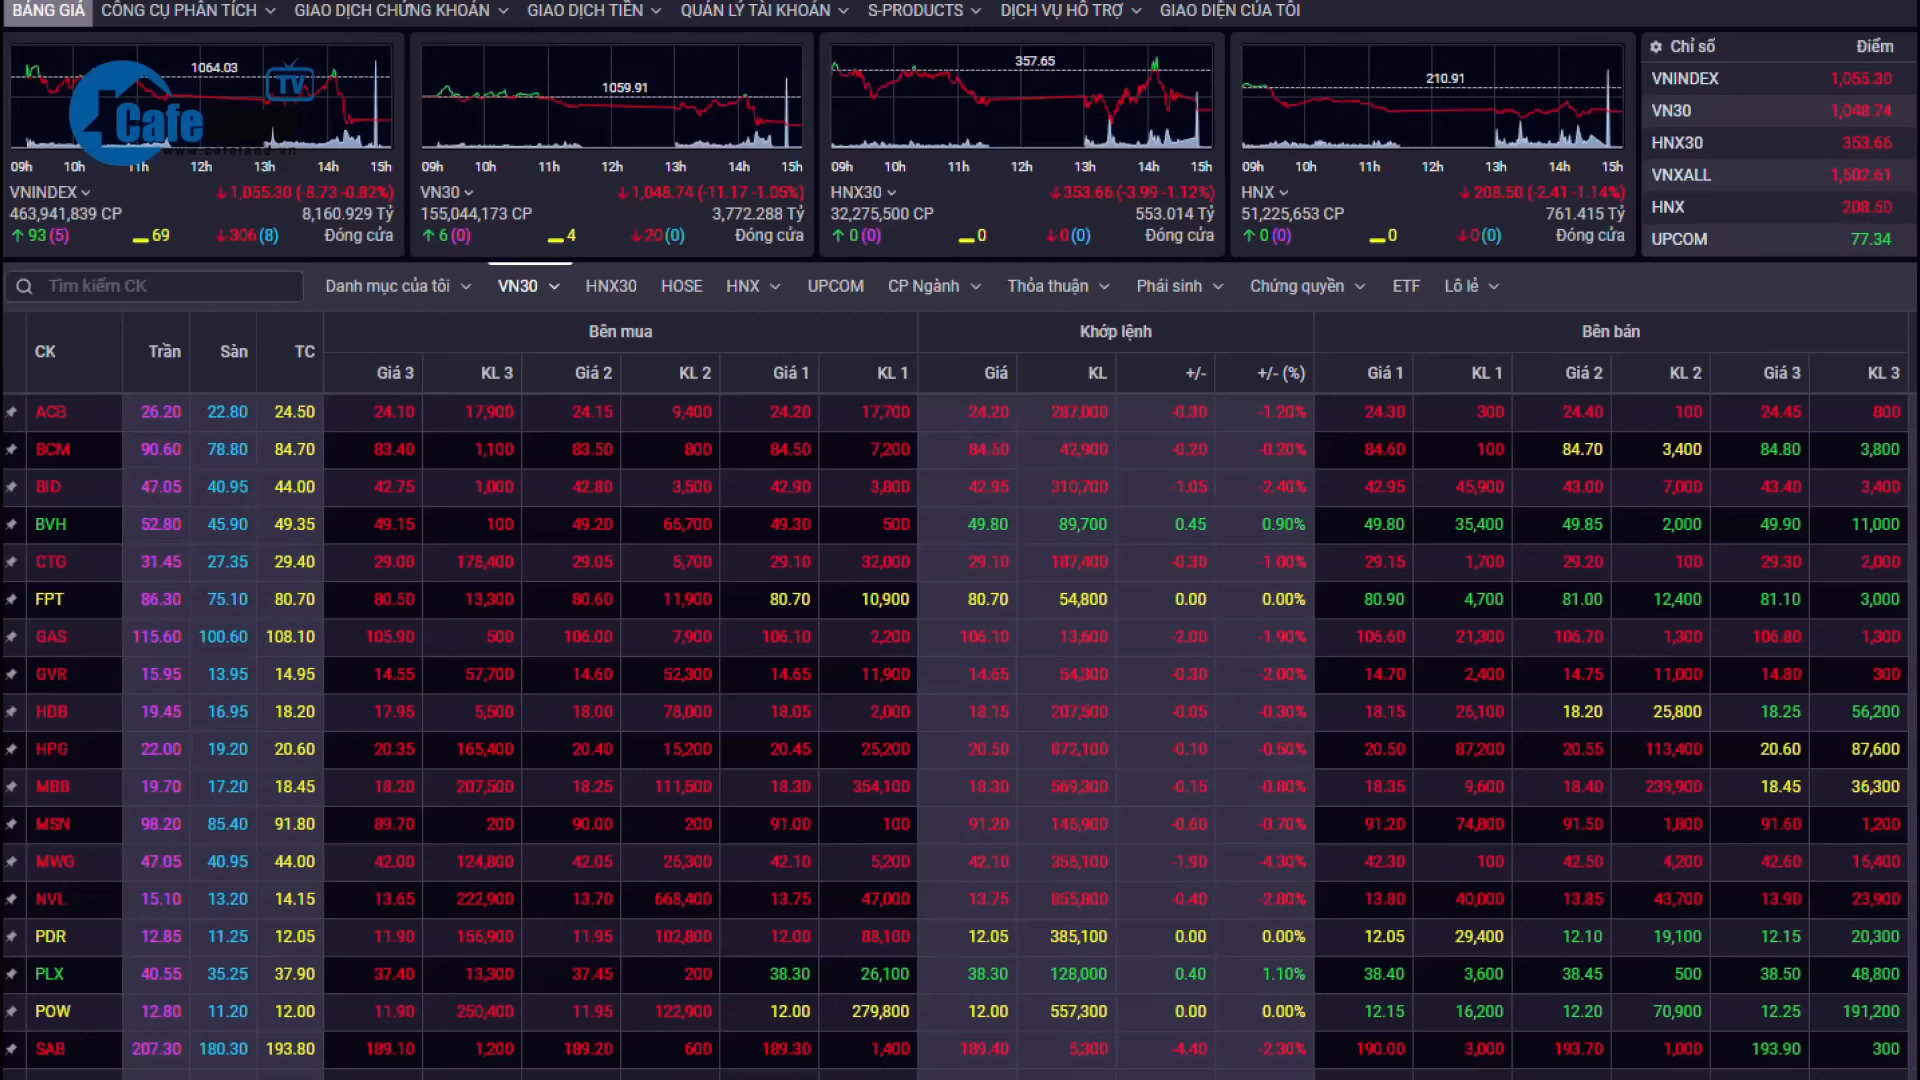 BẢNG GIÁ CÔNG CỤ PHÂN TÍCH GIAO DỊCH CHỨNG KHOÁN GIAO DỊCH TIỀN QUẢN LÝ TÀI KHOẢN S-PRODUCTS DỊCH VỤ HỖ TRỢ GIAO DIỆN CỦA TÔI
1064.03
Cafe TV
09h 10h 11h 12h 13h 14h 15h
VNINDEX 1,055.30 (-8.73 -0.82%)
463,941,839 CP 8,160.929 Tỷ
93 (5) 69 306 (8) Đóng cửa
1059.91
09h 10h 11h 12h 13h 14h 15h
VN30 1,048.74 (-11.17 -1.05%)
155,044,173 CP 3,772.288 Tỷ
6 (0) 4 20 (0) Đóng cửa
357.65
09h 10h 11h 12h 13h 14h 15h
HNX30 353.66 (-3.99 -1.12%)
32,275,500 CP 553.014 Tỷ
0 (0) 0 0 (0) Đóng cửa
210.91
09h 10h 11h 12h 13h 14h 15h
HNX 208.50 (-2.41 -1.14%)
51,225,653 CP 761.415 Tỷ
0 (0) 0 0 (0) Đóng cửa
Chỉ số Điểm
VNINDEX 1,055.30
VN30 1,048.74
HNX30 353.66
VNXALL 1,602.61
HNX 208.50
UPCOM 77.34
Tìm kiếm CK Danh mục của tôi VN30 HNX30 HOSE HNX UPCOM CP Ngành Thỏa thuận Phái sinh Chứng quyền ETF Lô lẻ
CK Trần Sàn TC Bên mua Khớp lệnh Bên bán
Giá 3 KL 3 Giá 2 KL 2 Giá 1 KL 1 Giá KL +/- +/- (%) Giá 1 KL 1 Giá 2 KL 2 Giá 3 KL 3
ACB 26.20 22.80 24.50 24.10 17,900 24.15 9,400 24.20 17,700 24.20 287,000 -0.30 -1.20% 24.30 300 24.40 100 24.45 800
BCM 90.60 78.80 84.70 83.40 1,100 83.50 800 84.50 7,200 84.50 42,900 -0.20 -0.20% 84.60 100 84.70 3,400 84.80 3,800
BID 47.05 40.95 44.00 42.75 1,000 42.80 3,500 42.90 3,800 42.95 310,700 -1.05 -2.40% 42.95 45,900 43.00 7,000 43.40 3,400
BVH 52.80 45.90 49.35 49.15 100 49.20 66,700 49.30 500 49.80 89,700 0.45 0.90% 49.80 35,400 49.85 2,000 49.90 11,000
CTG 31.45 27.35 29.40 29.00 178,400 29.05 5,700 29.10 32,000 29.10 187,400 -0.30 -1.00% 29.15 1,700 29.20 100 29.30 2,000
FPT 86.30 75.10 80.70 80.50 13,300 80.60 11,900 80.70 10,900 80.70 54,800 0.00 0.00% 80.90 4,700 81.00 12,400 81.10 3,000
GAS 115.60 100.60 108.10 105.90 500 106.00 7,900 106.10 2,200 106.10 13,600 -2.00 -1.90% 106.60 21,300 106.70 1,300 106.80 1,300
GVR 15.95 13.95 14.95 14.55 57,700 14.60 52,300 14.65 11,900 14.65 54,300 -0.30 -2.00% 14.70 2,400 14.75 11,000 14.80 300
HDB 19.45 16.95 18.20 17.95 5,500 18.00 78,000 18.05 2,000 18.15 207,500 -0.05 -0.30% 18.15 26,100 18.20 25,800 18.25 56,200
HPG 22.00 19.20 20.60 20.35 165,400 20.40 15,200 20.45 25,200 20.50 872,100 -0.10 -0.50% 20.50 87,200 20.55 113,400 20.60 87,600
MBB 19.70 17.20 18.45 18.20 207,500 18.25 111,500 18.30 354,100 18.30 569,300 -0.15 -0.80% 18.35 9,600 18.40 239,900 18.45 36,300
MSN 98.20 85.40 91.80 89.70 200 90.00 200 91.00 100 91.20 146,900 -0.60 -0.70% 91.20 74,800 91.50 1,800 91.60 1,200
MWG 47.05 40.95 44.00 42.00 124,800 42.05 26,300 42.10 5,200 42.10 356,100 -1.90 -4.30% 42.30 100 42.50 4,200 42.60 16,400
NVL 15.10 13.20 14.15 13.65 222,900 13.70 668,400 13.75 47,000 13.75 855,800 -0.40 -2.80% 13.80 40,000 13.85 43,700 13.90 23,900
PDR 12.85 11.25 12.05 11.90 156,900 11.95 102,800 12.00 88,100 12.05 385,100 0.00 0.00% 12.05 29,400 12.10 19,100 12.15 20,300
PLX 40.55 35.25 37.90 37.40 13,300 37.45 200 38.30 26,100 38.30 128,000 0.40 1.10% 38.40 3,600 38.45 500 38.50 48,800
POW 12.80 11.20 12.00 11.90 250,400 11.95 122,900 12.00 279,800 12.00 557,300 0.00 0.00% 12.15 16,200 12.20 70,900 12.25 191,200
SAB 207.30 180.30 193.80 189.10 1,200 189.20 600 189.30 1,400 189.40 5,300 -4.40 -2.30% 190.00 3,000 193.70 1,000 193.90 300